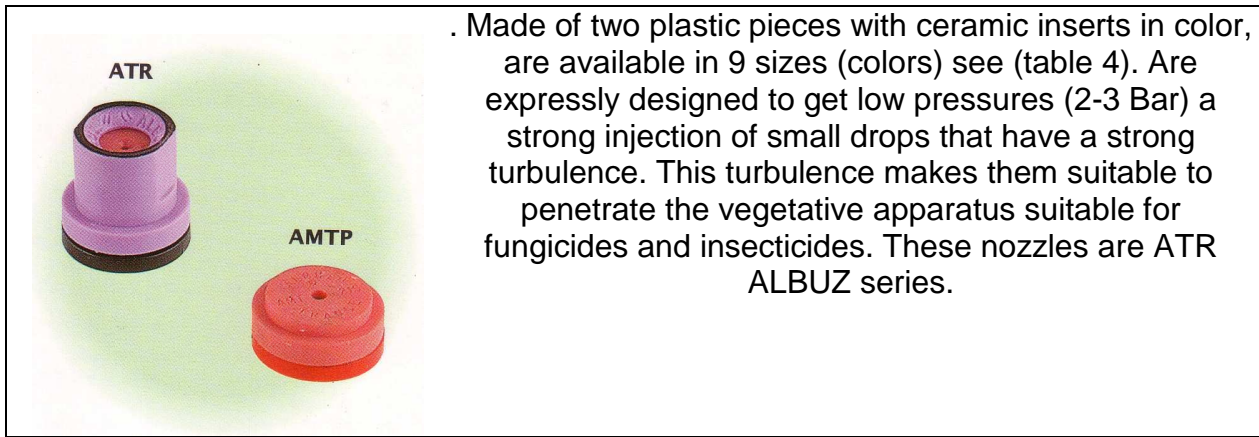 ATR
AMTP
. Made of two plastic pieces with ceramic inserts in color,
are available in 9 sizes (colors) see (table 4). Are
expressly designed to get low pressures (2-3 Bar) a
strong injection of small drops that have a strong
turbulence. This turbulence makes them suitable to
penetrate the vegetative apparatus suitable for
fungicides and insecticides. These nozzles are ATR
ALBUZ series.